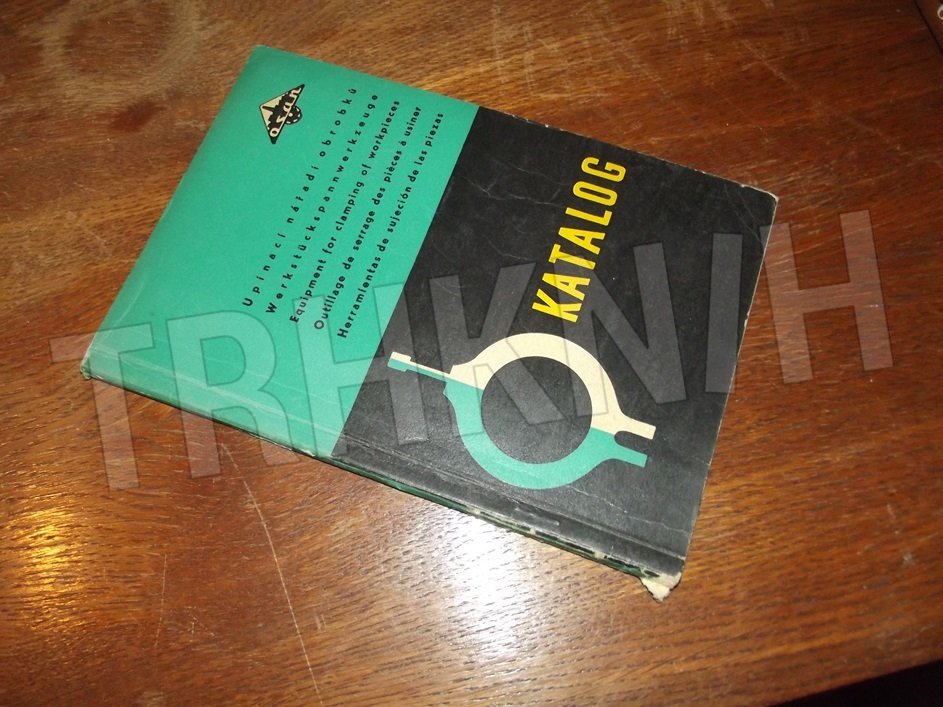 o.s.a.n
Upínací nářadí obrobků
Werkstückspannwerkzeuge
Equipment for clamping of workpieces
Outillage de serrage des pièces à usiner
Herramientas de sujeción de las piezas
KATALOG
TRHKNIH